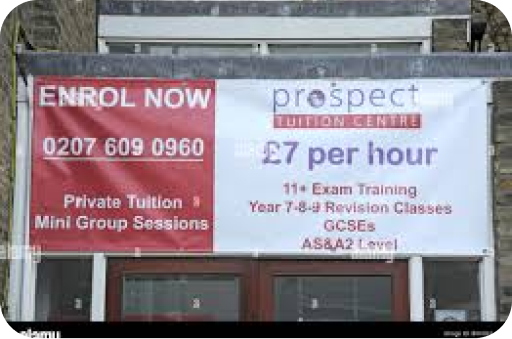 ENROL NOW
0207 609 0960
Private Tuition
Mini Group Sessions
prospect
TUITION CENTRE
£7 per hour
11+ Exam Training
Year 7-8-9 Revision Classes
GCSEs
AS&A2 Level
alamy